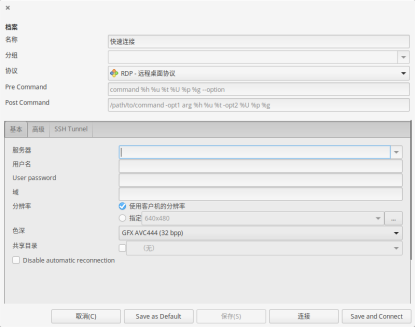 档案
名称 快速连接
分组
协议 RDP - 远程桌面协议
Pre Command command %h %u %t %U %p %g --option
Post Command /path/to/command -opt1 arg %h %u %t -opt2 %U %p %g
基本 高级 SSH Tunnel
服务器
用户名
User password
域
分辨率 使用客户机的分辨率
指定 640x480 ...
色深 GFX AVC444 (32 bpp)
共享目录 (无)
Disable automatic reconnection
取消(C) Save as Default 保存(S) 连接 Save and Connect